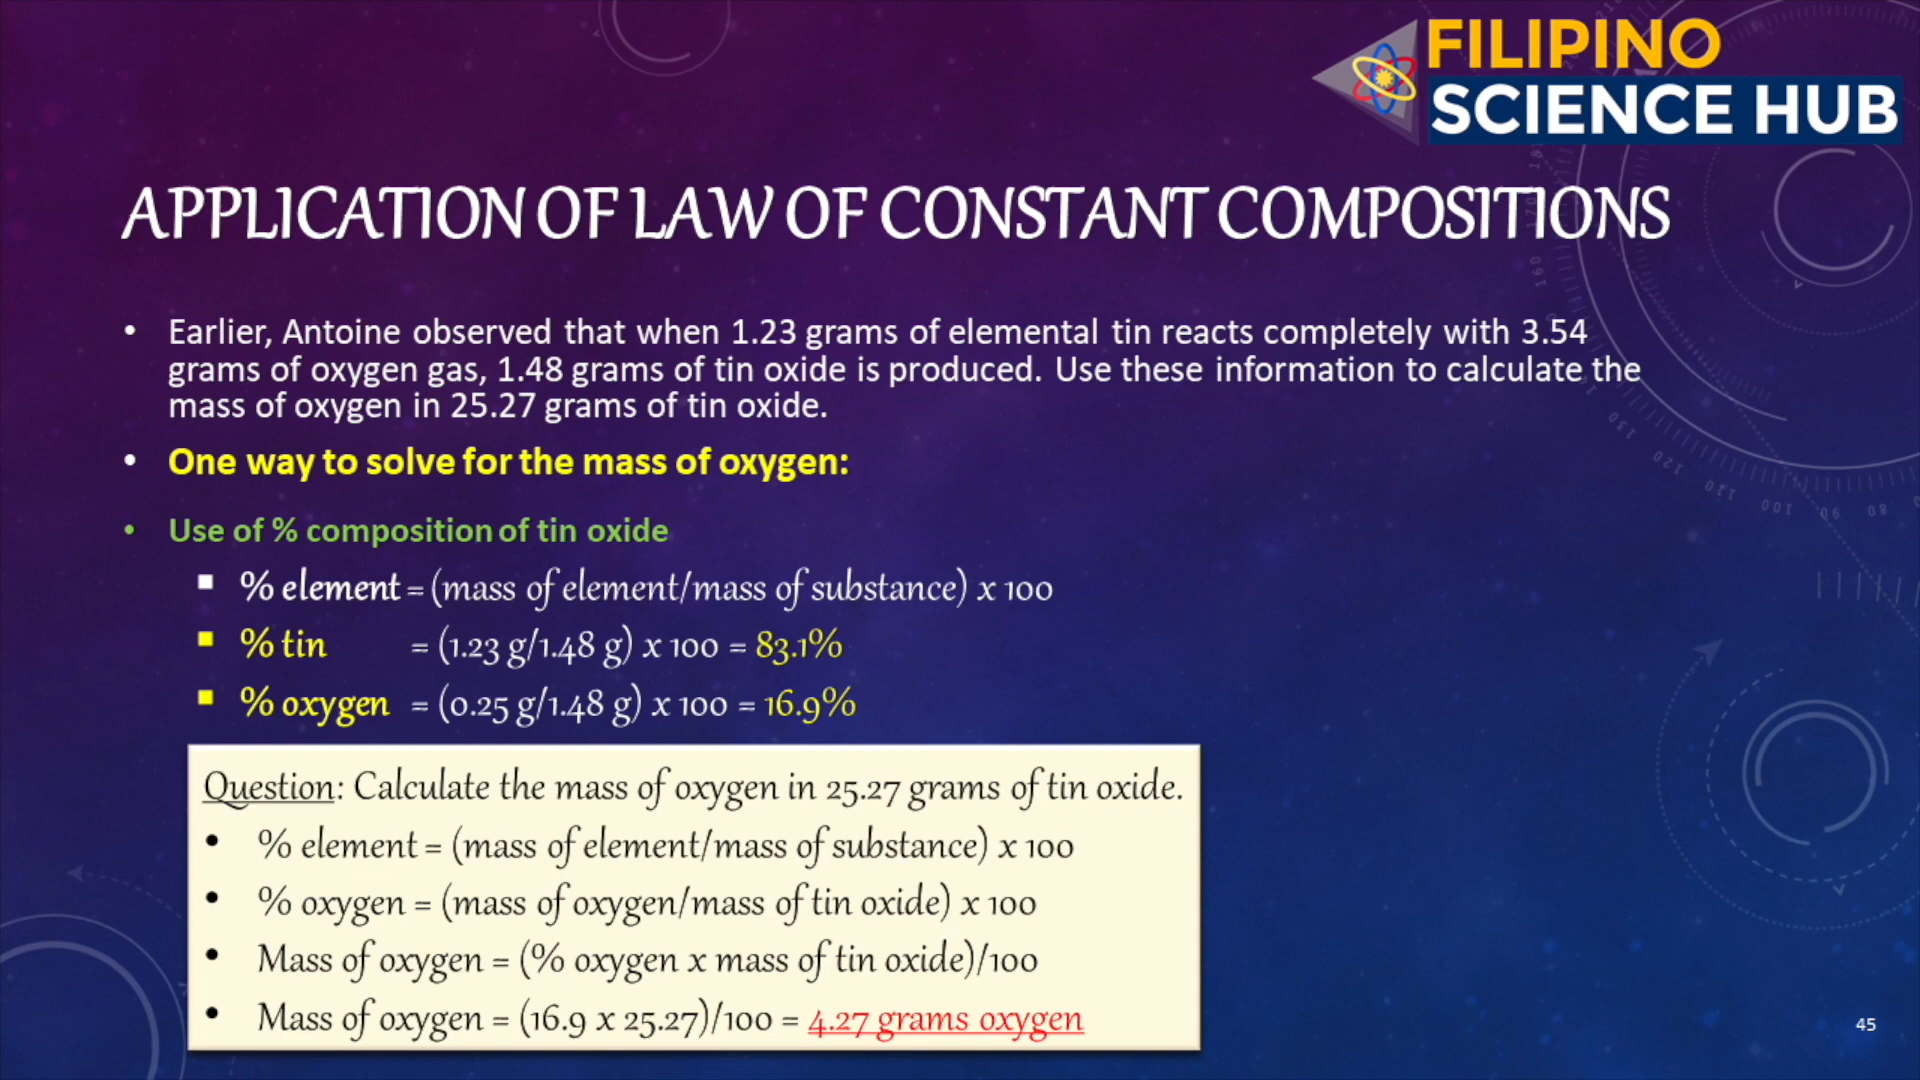 FILIPINO
SCIENCE HUB
APPLICATION OF LAW OF CONSTANT COMPOSITIONS
• Earlier, Antoine observed that when 1.23 grams of elemental tin reacts completely with 3.54
grams of oxygen gas, 1.48 grams of tin oxide is produced. Use these information to calculate the
mass of oxygen in 25.27 grams of tin oxide.
• One way to solve for the mass of oxygen:
• Use of % composition of tin oxide
▪ % element = (mass of element/mass of substance) x 100
▪ % tin = (1.23 g/1.48 g) x 100 = 83.1%
▪ % oxygen = (0.25 g/1.48 g) x 100 = 16.9%
Question: Calculate the mass of oxygen in 25.27 grams of tin oxide.
• % element = (mass of element/mass of substance) x 100
• % oxygen = (mass of oxygen/mass of tin oxide) x 100
• Mass of oxygen = (% oxygen x mass of tin oxide)/100
• Mass of oxygen = (16.9 x 25.27)/100 = 4.27 grams oxygen
45